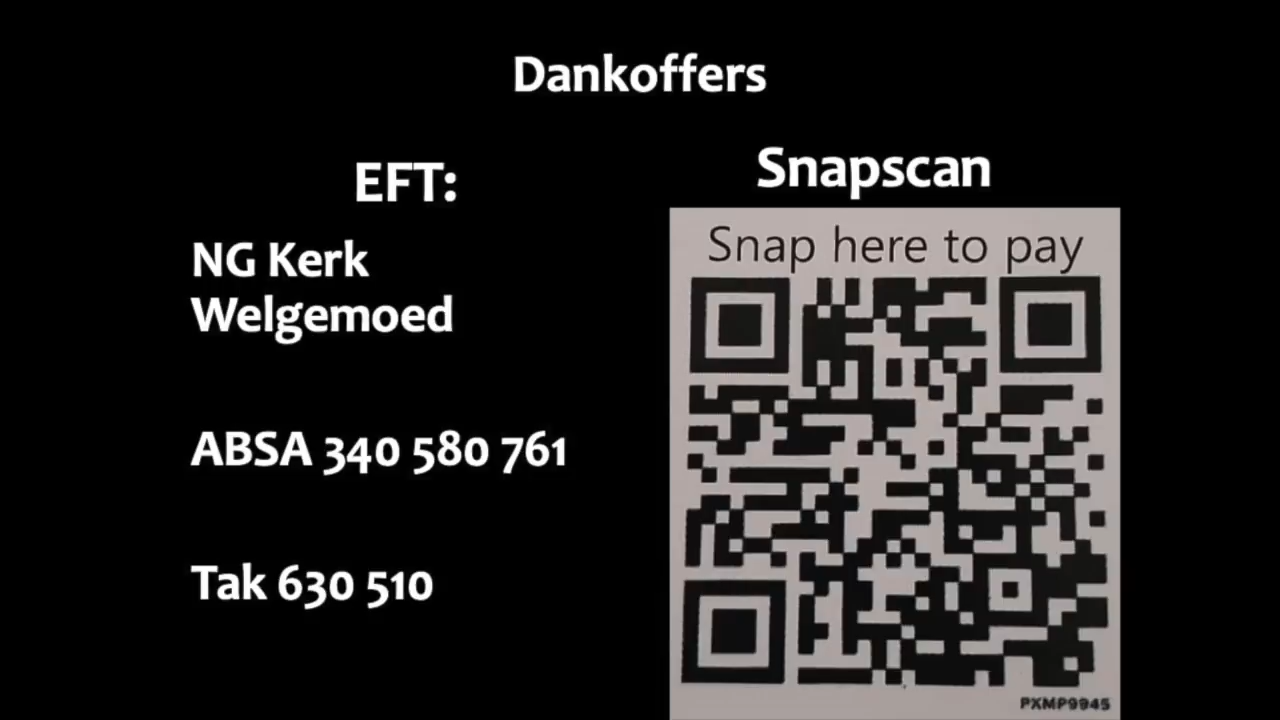 Dankoffers
EFT:
NG Kerk
Welgemoed
ABSA 340 580 761
Tak 630 510
Snapscan
Snap here to pay
PXMP9945